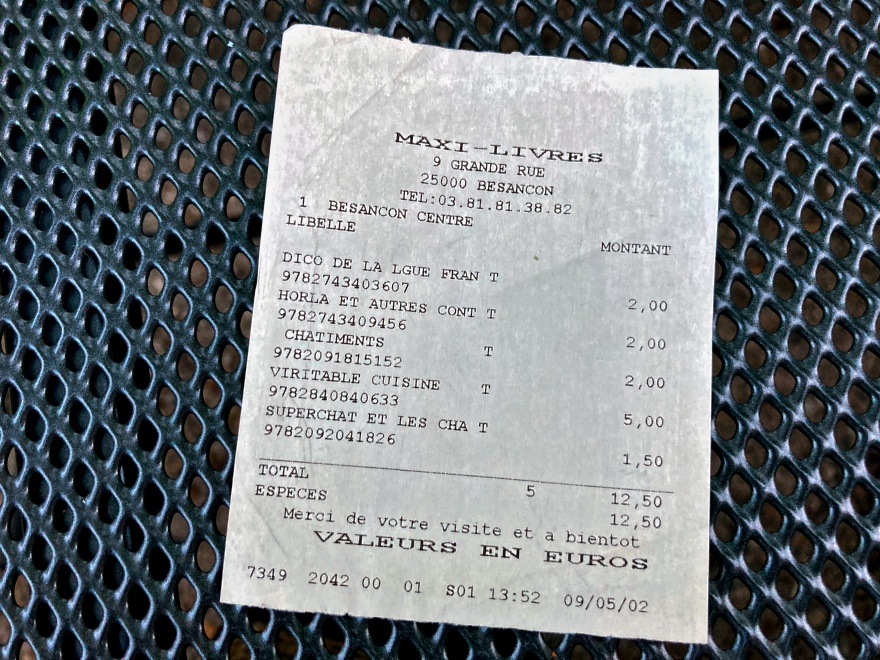 MAXI-LIVRES
9 GRANDE RUE
25000 BESANCON
TEL:03.81.81.38.82
1 BESANCON CENTRE
LIBELLE MONTANT
DICO DE LA LGUE FRAN T
9782743403607 2,00
HORLA ET AUTRES CONT T
9782743409456 2,00
CHATIMENTS T
9782091815152 2,00
VIRITABLE CUISINE T
9782840840633 5,00
SUPERCHAT ET LES CHA T
9782092041826 1,50
TOTAL 5 12,50
ESPECES 12,50
Merci de votre visite et a bientot
VALEURS EN EUROS
7349 2042 00 01 S01 13:52 09/05/02